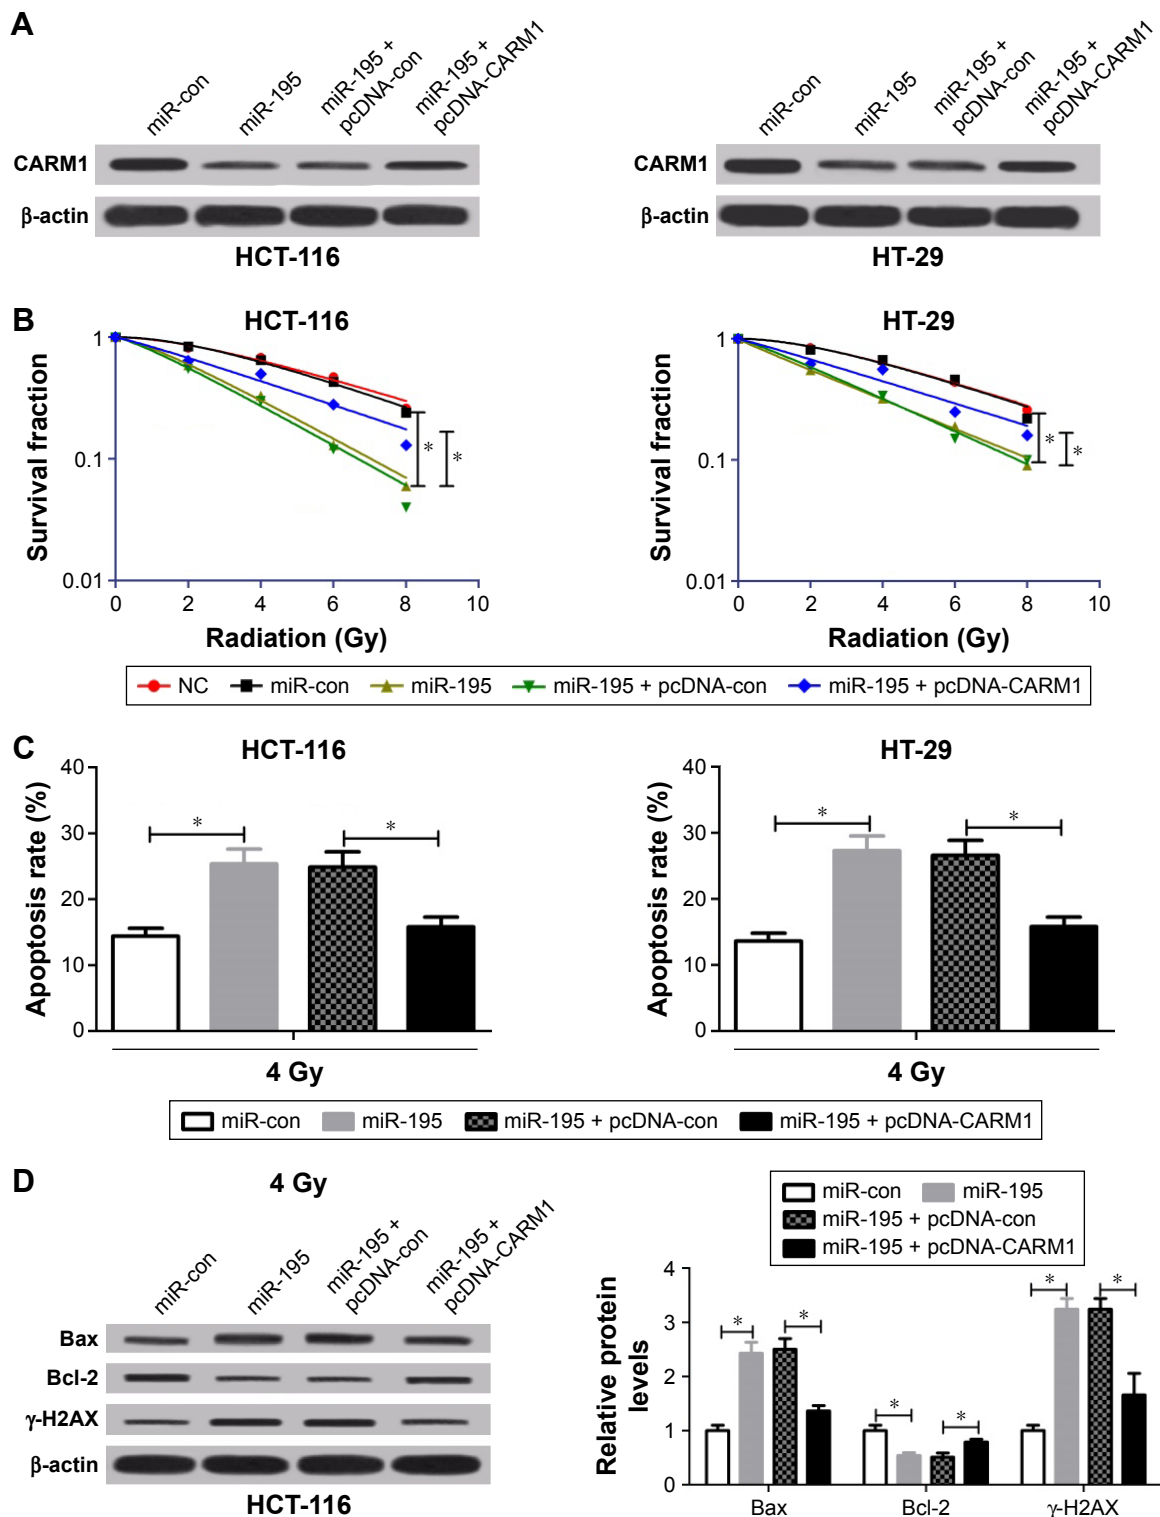 A
miR-con
miR-195
miR-195 +
pcDNA-con
miR-195 +
pcDNA-CARM1
CARM1
β-actin
HCT-116
miR-con
miR-195
miR-195 +
pcDNA-con
miR-195 +
pcDNA-CARM1
CARM1
β-actin
HT-29
B
HCT-116
Survival fraction
1
0.1
0.01
0 2 4 6 8 10
Radiation (Gy)
* *
HT-29
Survival fraction
1
0.1
0.01
0 2 4 6 8 10
Radiation (Gy)
* *
NC miR-con miR-195 miR-195 + pcDNA-con miR-195 + pcDNA-CARM1
C
HCT-116
Apoptosis rate (%)
40
30
20
10
0
* *
4 Gy
HT-29
Apoptosis rate (%)
40
30
20
10
0
* *
4 Gy
miR-con miR-195 miR-195 + pcDNA-con miR-195 + pcDNA-CARM1
D
4 Gy
miR-con
miR-195
miR-195 +
pcDNA-con
miR-195 +
pcDNA-CARM1
Bax
Bcl-2
γ-H2AX
β-actin
HCT-116
miR-con miR-195
miR-195 + pcDNA-con
miR-195 + pcDNA-CARM1
Relative protein
levels
4
3
2
1
0
* * * * * *
Bax Bcl-2 γ-H2AX